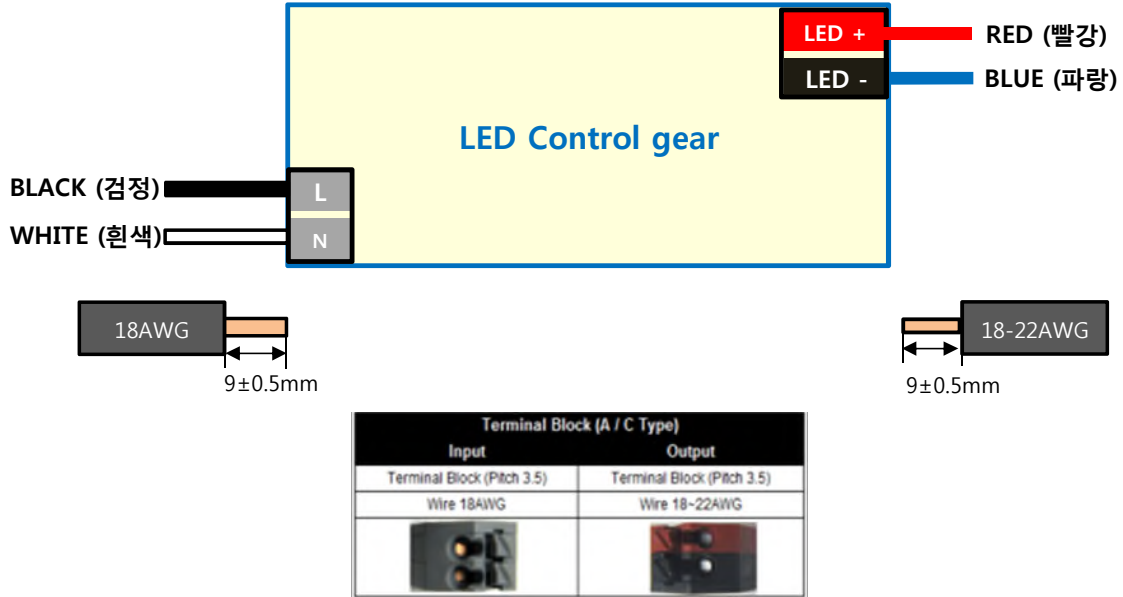 LED +
RED (빨강)
LED -
BLUE (파랑)
LED Control gear
BLACK (검정)
L
WHITE (흰색)
N
18AWG
18-22AWG
9±0.5mm
9±0.5mm
Terminal Block (A / C Type)
Input Output
Terminal Block (Pitch 3.5) Terminal Block (Pitch 3.5)
Wire 18AWG Wire 18~22AWG